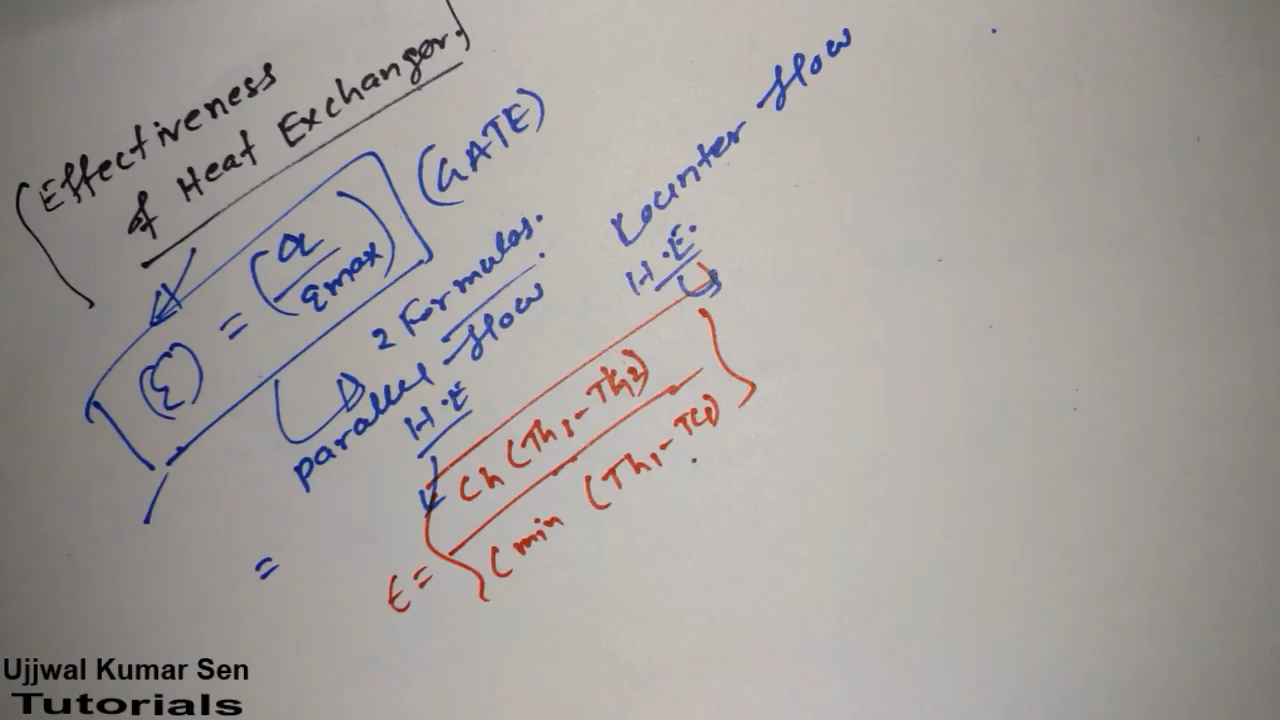 (Effectiveness
of Heat Exchanger.)
(ξ) = (Q/qmax) (GATE)
2 Formulas.
parallel flow
H.E
Counter flow
H.E.
=
ε = {Ch (Th1 - Th2) / Cmin (Th1 - Tc1)}
Ujjwal Kumar Sen
Tutorials